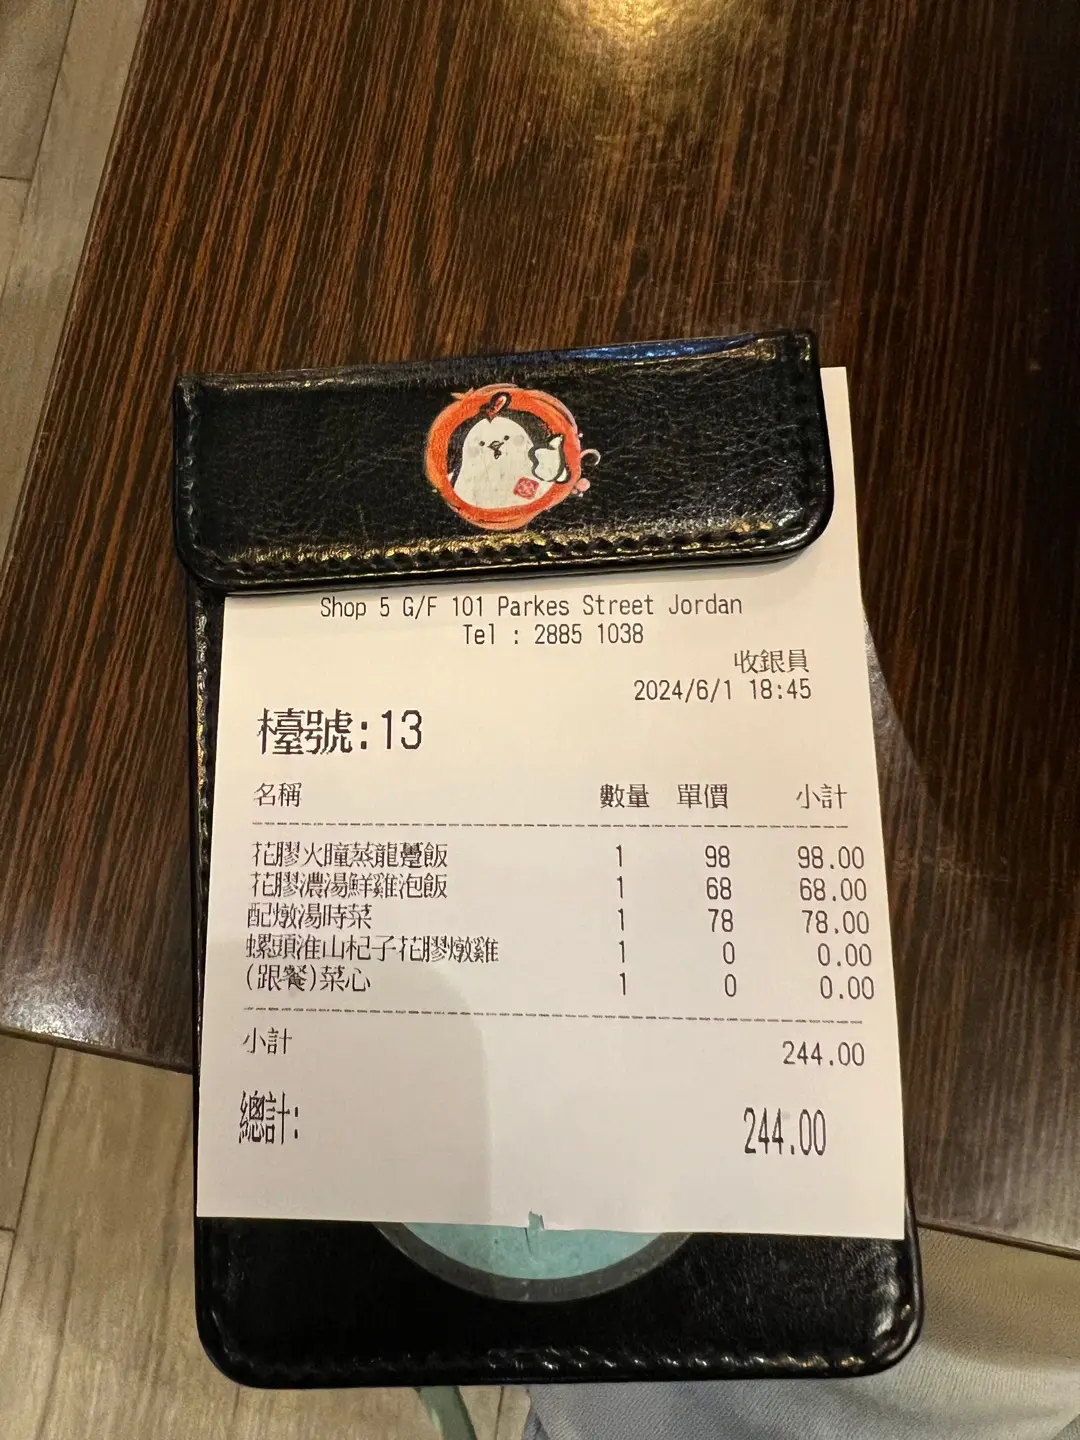 Shop 5 G/F 101 Parkes Street Jordan
Tel : 2885 1038
收銀員
2024/6/1 18:45
檯號:13
名稱 數量 單價 小計
花膠火瞳蒸龍躉飯 1 98 98.00
花膠濃湯鮮雞泡飯 1 68 68.00
配燉湯時菜 1 78 78.00
螺頭淮山杞子花膠燉雞 1 0 0.00
(跟餐)菜心 1 0 0.00
小計 244.00
總計: 244.00